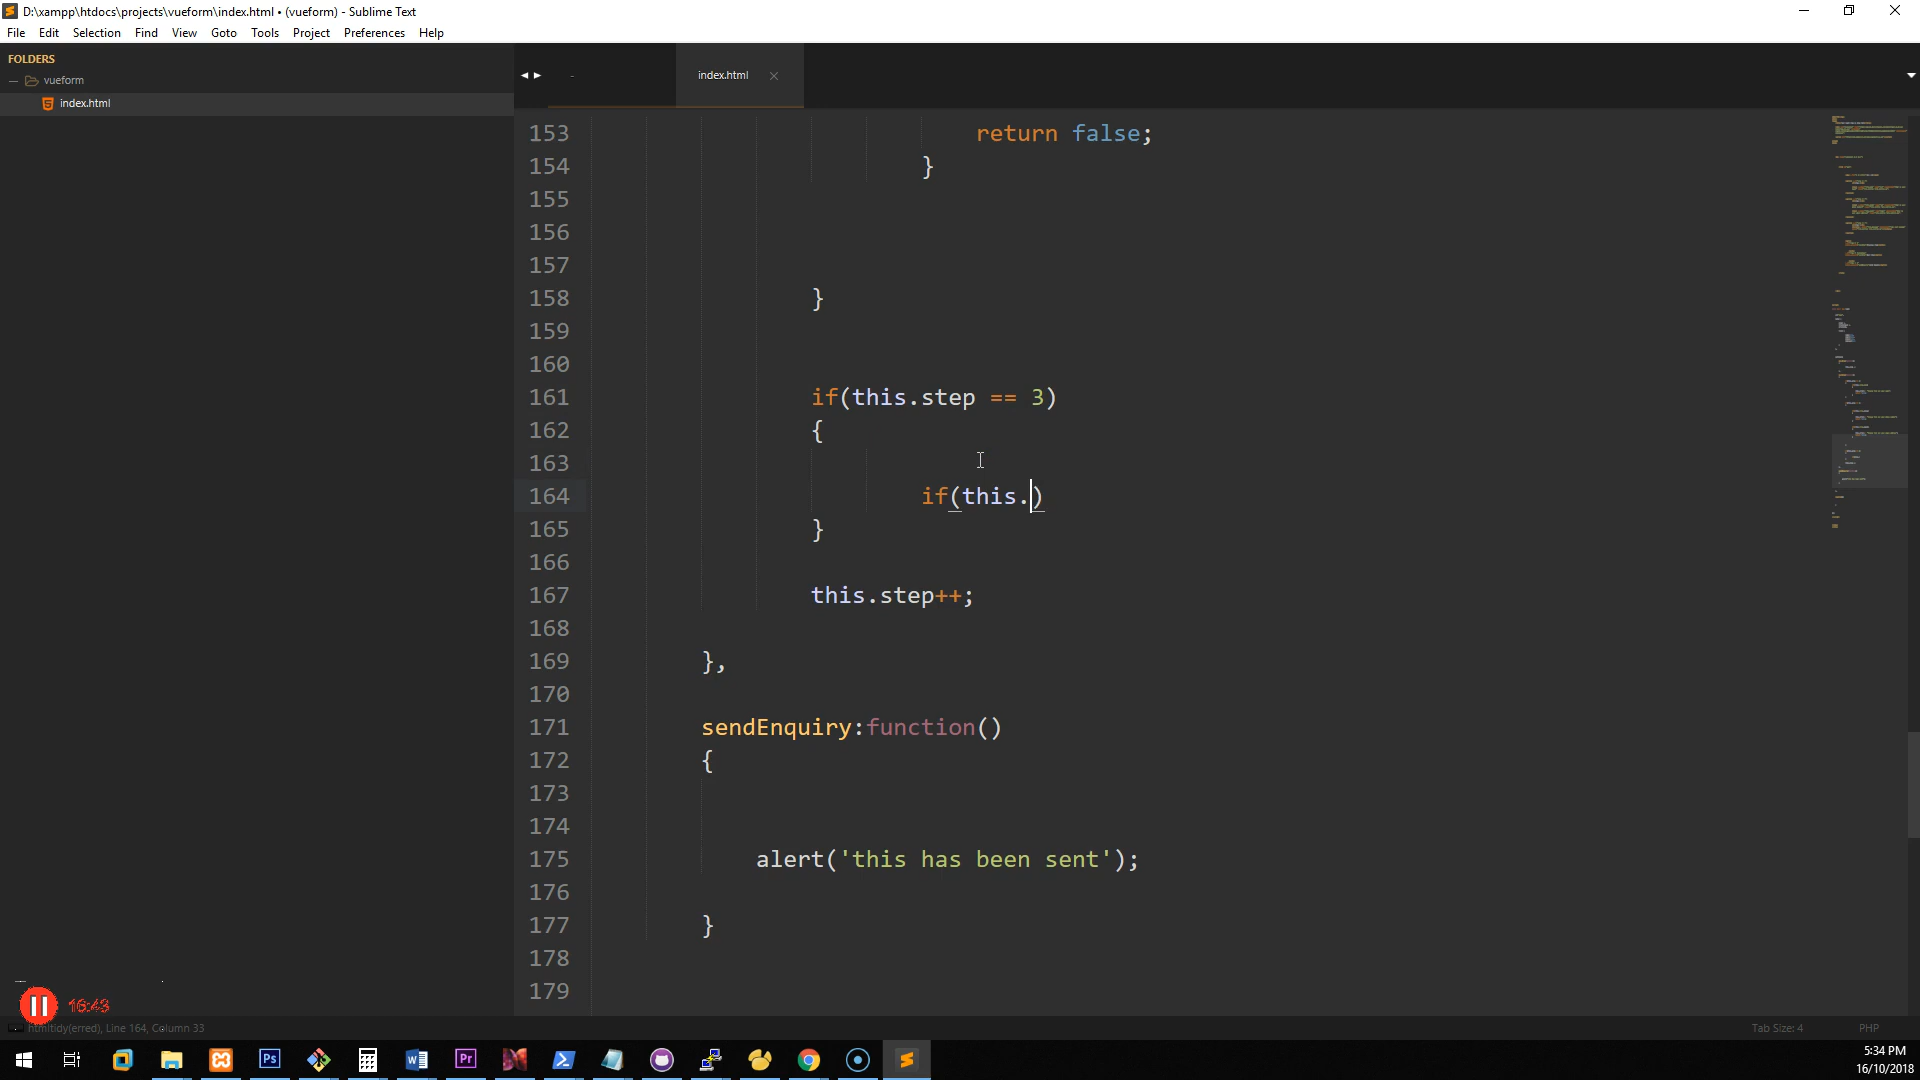 D:\xampp\htdocs\projects\vueform\index.html • (vueform) - Sublime Text
File Edit Selection Find View Goto Tools Project Preferences Help
FOLDERS
vueform
index.html
index.html
153 return false;
154 }
155
156
157
158 }
159
160
161 if(this.step == 3)
162 {
163
164 if(this.)
165 }
166
167 this.step++;
168
169 },
170
171 sendEnquiry:function()
172 {
173
174
175 alert('this has been sent');
176
177 }
178
179
16:43
htmltidy(erred), Line 164, Column 33
Tab Size: 4
PHP
Ps
Pr
5:34 PM
16/10/2018